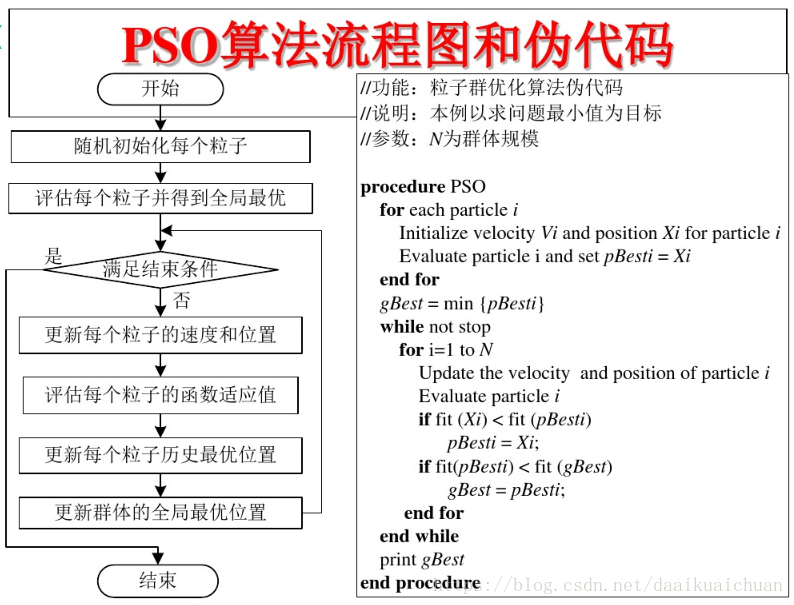 PSO算法流程图和伪代码
开始
随机初始化每个粒子
评估每个粒子并得到全局最优
是
满足结束条件
否
更新每个粒子的速度和位置
评估每个粒子的函数适应值
更新每个粒子历史最优位置
更新群体的全局最优位置
结束
//功能：粒子群优化算法伪代码
//说明：本例以求问题最小值为目标
//参数：N为群体规模
procedure PSO
for each particle i
Initialize velocity Vi and position Xi for particle i
Evaluate particle i and set pBesti = Xi
end for
gBest = min {pBesti}
while not stop
for i=1 to N
Update the velocity and position of particle i
Evaluate particle i
if fit (Xi) < fit (pBesti)
pBesti = Xi;
if fit(pBesti) < fit (gBest)
gBest = pBesti;
end for
end while
print gBest
end procedure
https://blog.csdn.net/daaikuaichuan